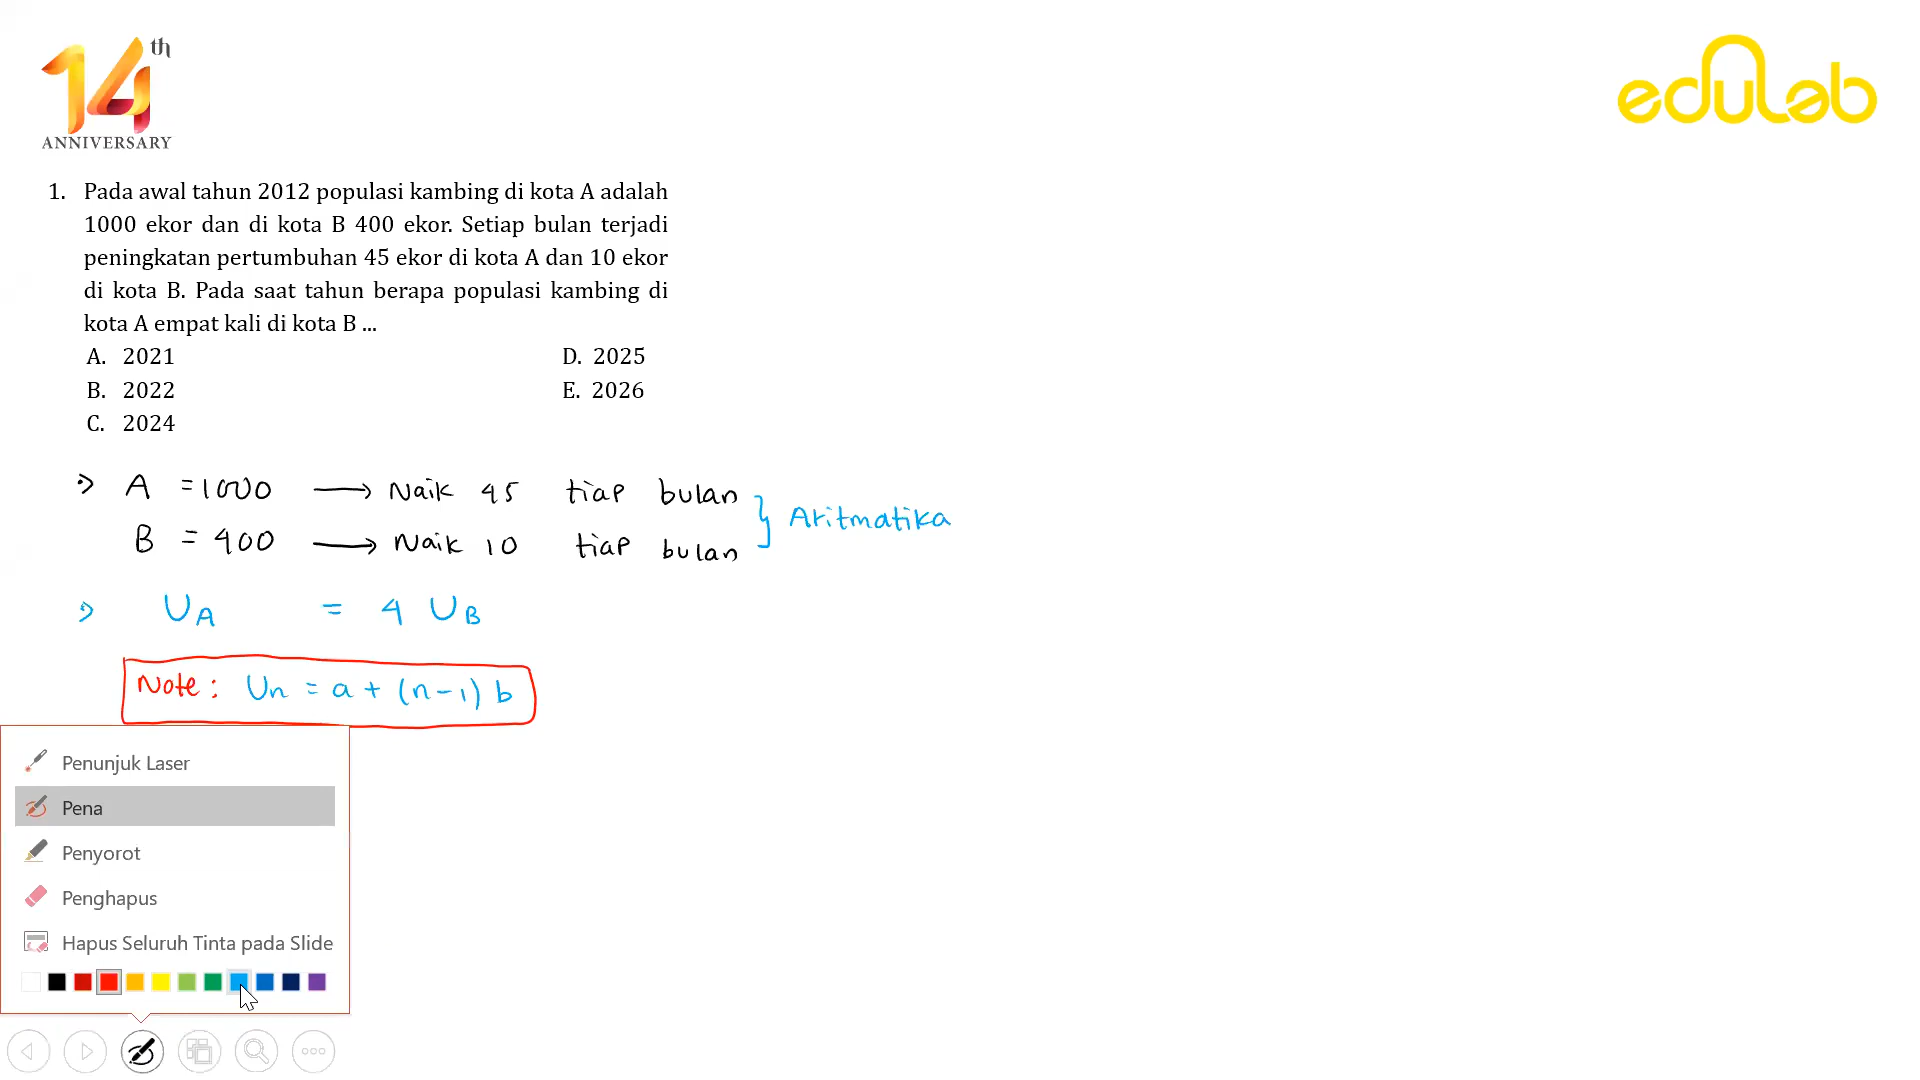 14th
ANNIVERSARY
eduLab
1. Pada awal tahun 2012 populasi kambing di kota A adalah
1000 ekor dan di kota B 400 ekor. Setiap bulan terjadi
peningkatan pertumbuhan 45 ekor di kota A dan 10 ekor
di kota B. Pada saat tahun berapa populasi kambing di
kota A empat kali di kota B ...
A. 2021
D. 2025
B. 2022
E. 2026
C. 2024
A = 1000 → Naik 45 tiap bulan
B = 400 → Naik 10 tiap bulan
} Aritmatika
U_A = 4 U_B
Note: Un = a + (n-1) b
Penunjuk Laser
Pena
Penyorot
Penghapus
Hapus Seluruh Tinta pada Slide